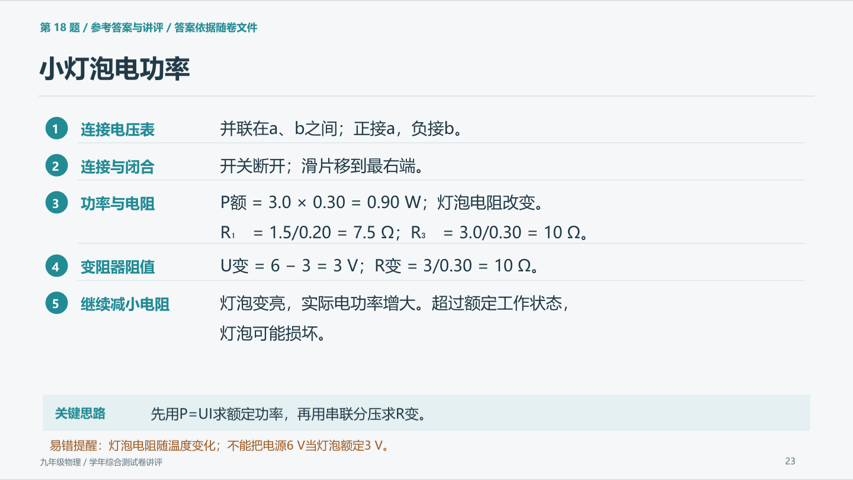 第 18 题 / 参考答案与讲评 / 答案依据随卷文件
小灯泡电功率
1 连接电压表 并联在a、b之间；正接a，负接b。
2 连接与闭合 开关断开；滑片移到最右端。
3 功率与电阻 P额 = 3.0 × 0.30 = 0.90 W；灯泡电阻改变。
R₁ = 1.5/0.20 = 7.5 Ω；R₃ = 3.0/0.30 = 10 Ω。
4 变阻器阻值 U变 = 6 − 3 = 3 V；R变 = 3/0.30 = 10 Ω。
5 继续减小电阻 灯泡变亮，实际电功率增大。超过额定工作状态，
灯泡可能损坏。
关键思路 先用P=UI求额定功率，再用串联分压求R变。
易错提醒：灯泡电阻随温度变化；不能把电源6 V当灯泡额定3 V。
九年级物理 / 学年综合测试卷讲评 23